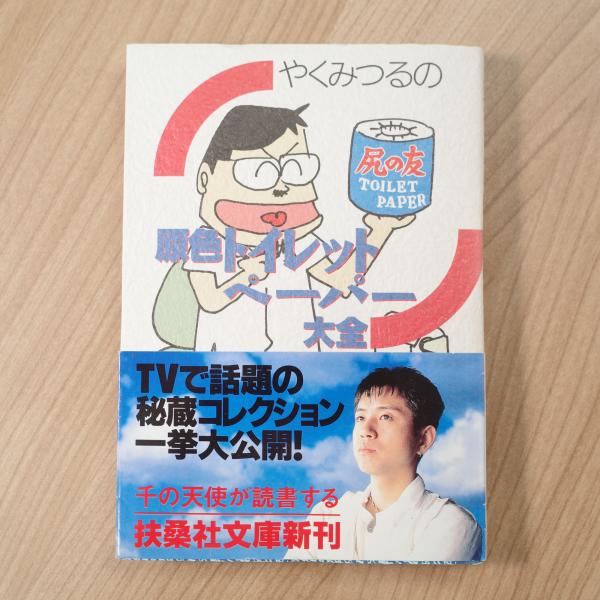 やくみつるの
尻の友
TOILET
PAPER
顔色トイレット
ペーパー
大全
TVで話題の
秘蔵コレクション
一挙大公開!
千の天使が読書する
扶桑社文庫新刊